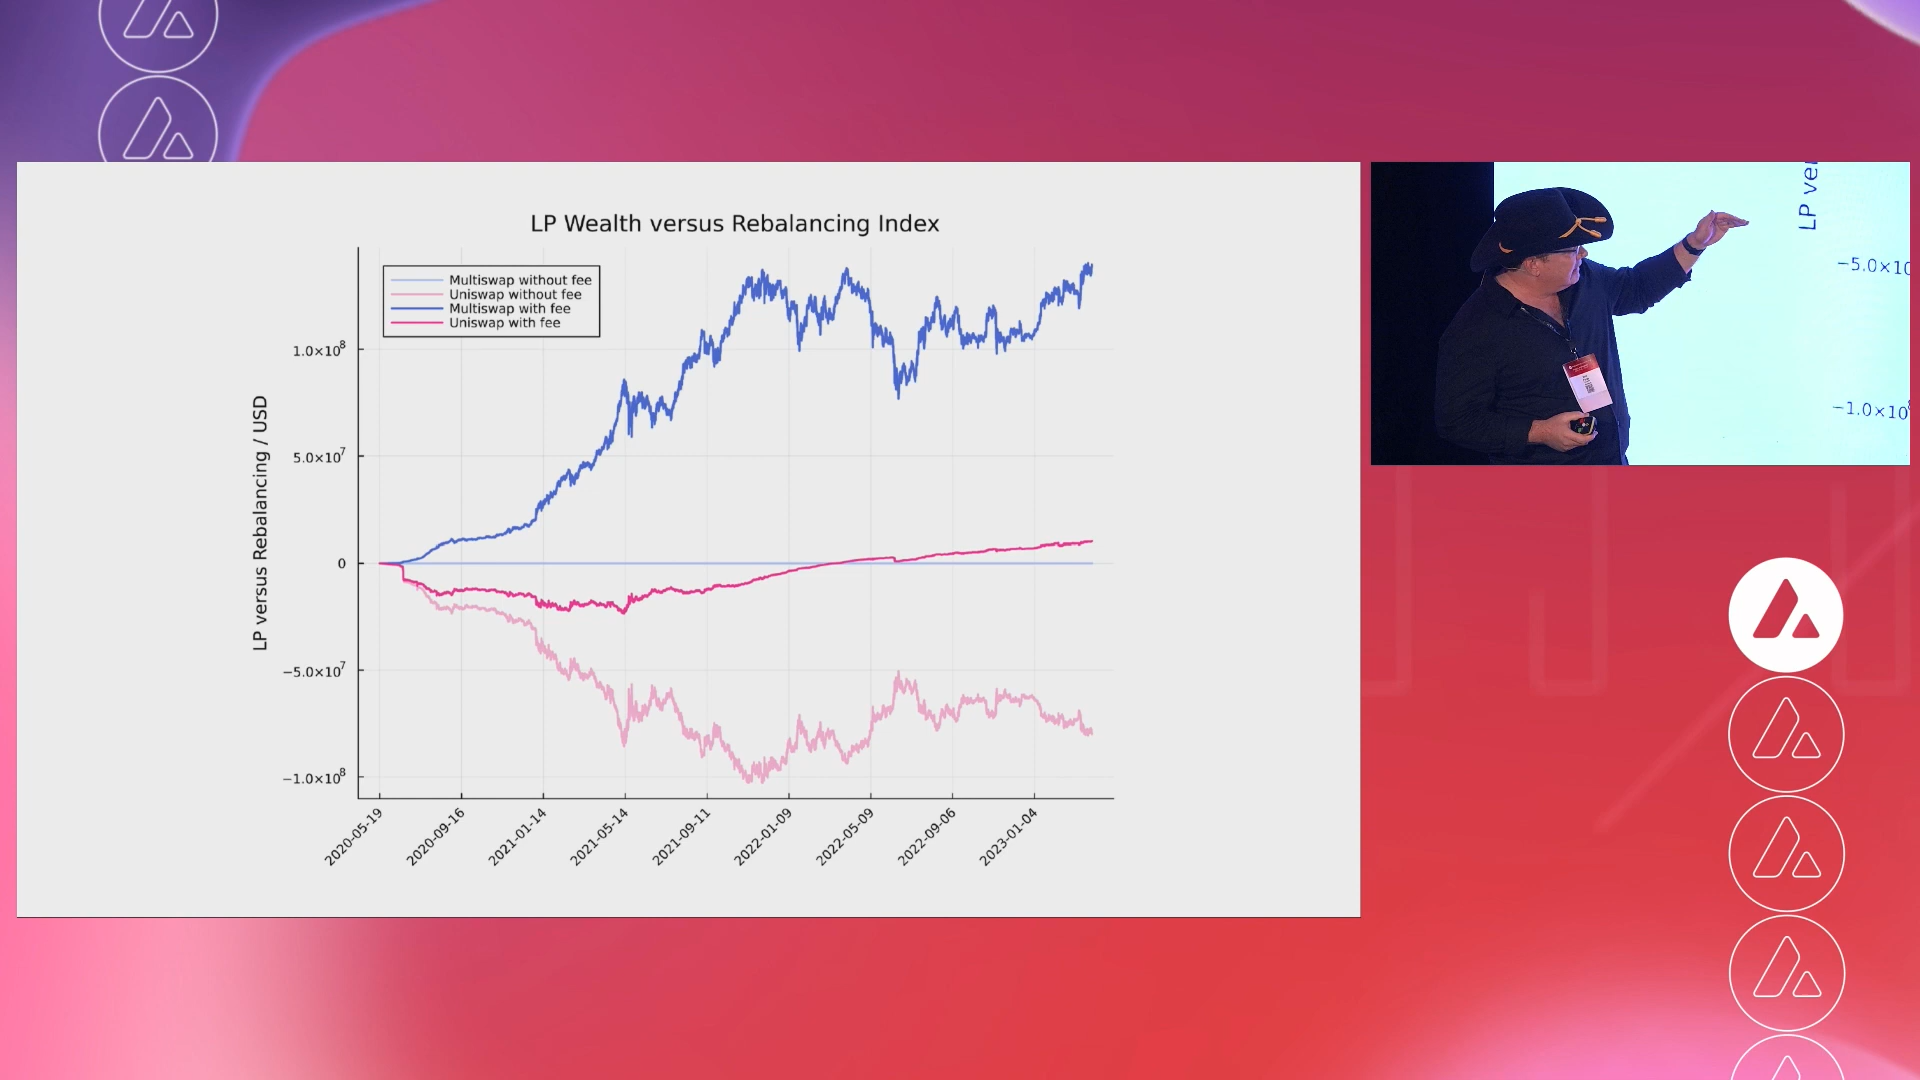 LP Wealth versus Rebalancing Index
Multiswap without fee
Uniswap without fee
Multiswap with fee
Uniswap with fee
LP versus Rebalancing / USD
1.0×10⁸
5.0×10⁷
0
−5.0×10⁷
−1.0×10⁸
2020-05-19
2020-09-16
2021-01-14
2021-05-14
2021-09-11
2022-01-09
2022-05-09
2022-09-06
2023-01-04
LP ve
−5.0×10
−1.0×10